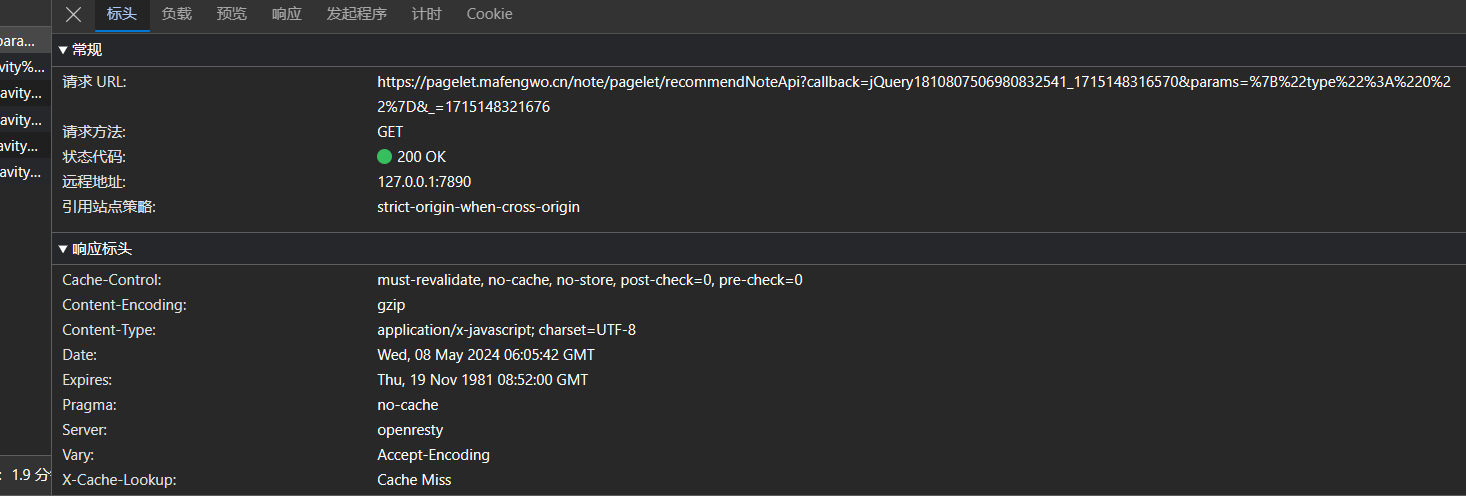 标头 负载 预览 响应 发起程序 计时 Cookie
para...
vity%...
avity...
avity...
avity...
avity...
: 1.9 分
▼ 常规
请求 URL: https://pagelet.mafengwo.cn/note/pagelet/recommendNoteApi?callback=jQuery1810807506980832541_1715148316570&params=%7B%22type%22%3A%220%2
2%7D&_=1715148321676
请求方法: GET
状态代码: 200 OK
远程地址: 127.0.0.1:7890
引用站点策略: strict-origin-when-cross-origin
▼ 响应标头
Cache-Control: must-revalidate, no-cache, no-store, post-check=0, pre-check=0
Content-Encoding: gzip
Content-Type: application/x-javascript; charset=UTF-8
Date: Wed, 08 May 2024 06:05:42 GMT
Expires: Thu, 19 Nov 1981 08:52:00 GMT
Pragma: no-cache
Server: openresty
Vary: Accept-Encoding
X-Cache-Lookup: Cache Miss